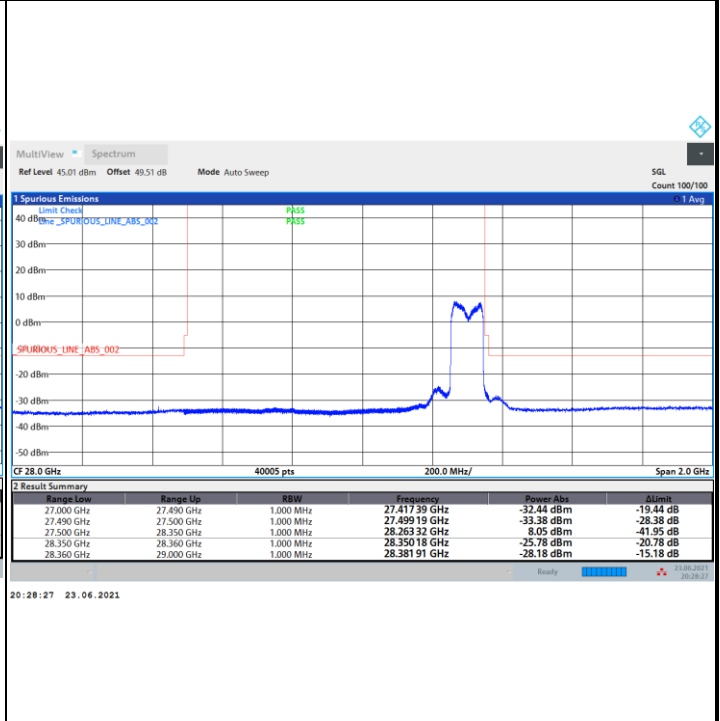 MultiView Spectrum
Ref Level 45.01 dBm Offset 49.51 dB Mode Auto Sweep SGL
Count 100/100
1 Spurious Emissions 1 Avg
Limit Check PASS
40 dBm Line _SPURIOUS_LINE_ABS_002 PASS
30 dBm
20 dBm
10 dBm
0 dBm
_SPURIOUS_LINE_ABS_002
-20 dBm
-30 dBm
-40 dBm
-50 dBm
CF 28.0 GHz 40005 pts 200.0 MHz/ Span 2.0 GHz
2 Result Summary
Range Low Range Up RBW Frequency Power Abs ΔLimit
27.000 GHz 27.490 GHz 1.000 MHz 27.417 39 GHz -32.44 dBm -19.44 dB
27.490 GHz 27.500 GHz 1.000 MHz 27.499 19 GHz -33.38 dBm -28.38 dB
27.500 GHz 28.350 GHz 1.000 MHz 28.263 32 GHz 8.05 dBm -41.95 dB
28.350 GHz 28.360 GHz 1.000 MHz 28.350 18 GHz -25.78 dBm -20.78 dB
28.360 GHz 29.000 GHz 1.000 MHz 28.381 91 GHz -28.18 dBm -15.18 dB
Ready 23.06.2021
20:28:27
20:28:27 23.06.2021